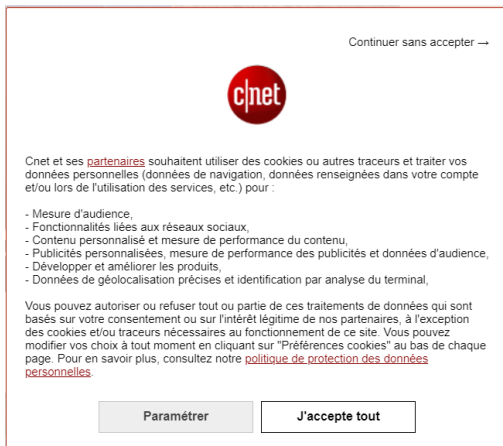 Continuer sans accepter →
c|net
Cnet et ses partenaires souhaitent utiliser des cookies ou autres traceurs et traiter vos
données personnelles (données de navigation, données renseignées dans votre compte
et/ou lors de l'utilisation des services, etc.) pour :
- Mesure d'audience,
- Fonctionnalités liées aux réseaux sociaux,
- Contenu personnalisé et mesure de performance du contenu,
- Publicités personnalisées, mesure de performance des publicités et données d'audience,
- Développer et améliorer les produits,
- Données de géolocalisation précises et identification par analyse du terminal,
Vous pouvez autoriser ou refuser tout ou partie de ces traitements de données qui sont
basés sur votre consentement ou sur l'intérêt légitime de nos partenaires, à l'exception
des cookies et/ou traceurs nécessaires au fonctionnement de ce site. Vous pouvez
modifier vos choix à tout moment en cliquant sur "Préférences cookies" au bas de chaque
page. Pour en savoir plus, consultez notre politique de protection des données
personnelles.
Paramétrer
J'accepte tout